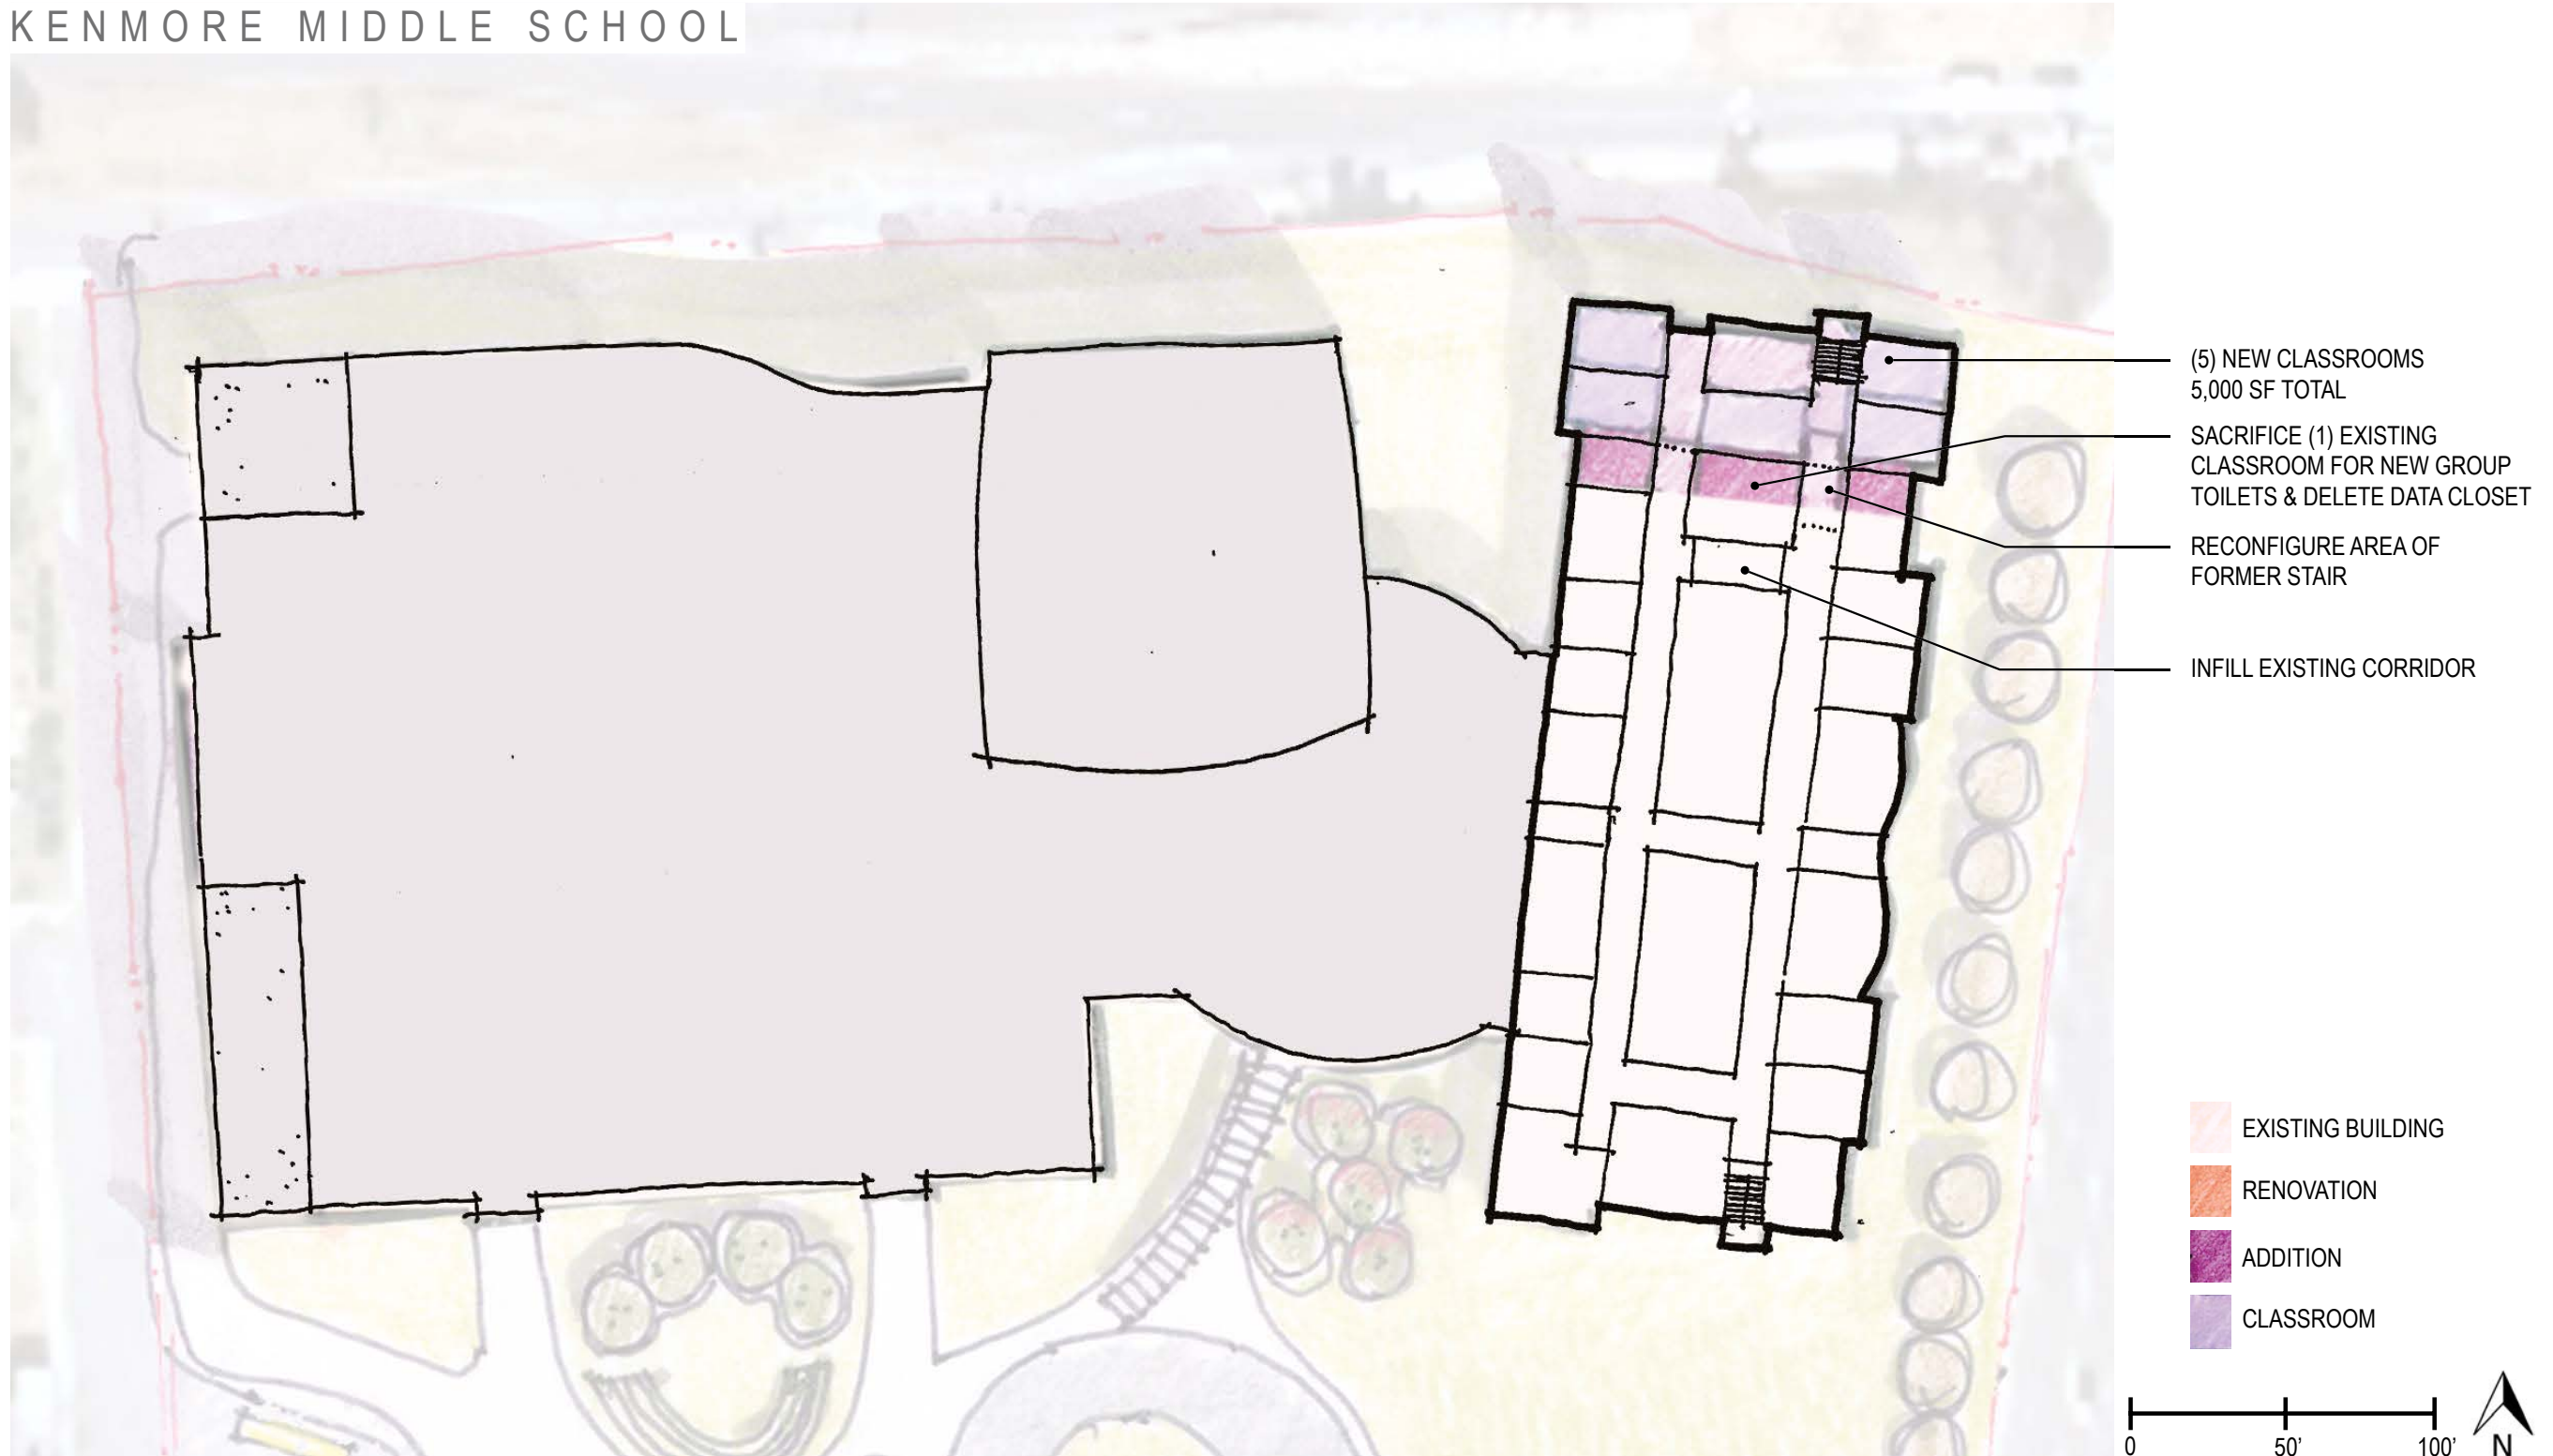 KENMORE MIDDLE SCHOOL
(5) NEW CLASSROOMS
5,000 SF TOTAL
SACRIFICE (1) EXISTING
CLASSROOM FOR NEW GROUP
TOILETS & DELETE DATA CLOSET
RECONFIGURE AREA OF
FORMER STAIR
INFILL EXISTING CORRIDOR
EXISTING BUILDING
RENOVATION
ADDITION
CLASSROOM
0 50' 100'
N